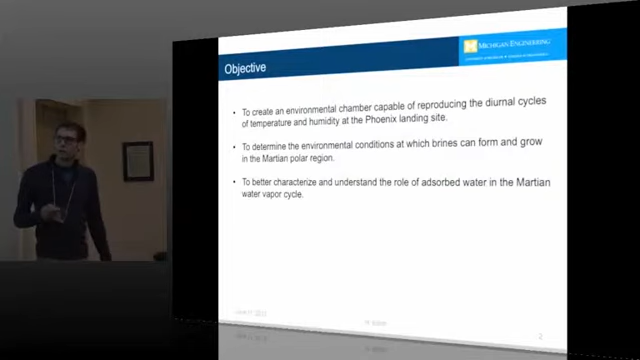 Objective
MICHIGAN ENGINEERING
• To create an environmental chamber capable of reproducing the diurnal cycles
of temperature and humidity at the Phoenix landing site.
• To determine the environmental conditions at which brines can form and grow
in the Martian polar region.
• To better characterize and understand the role of adsorbed water in the Martian
water vapor cycle.
2